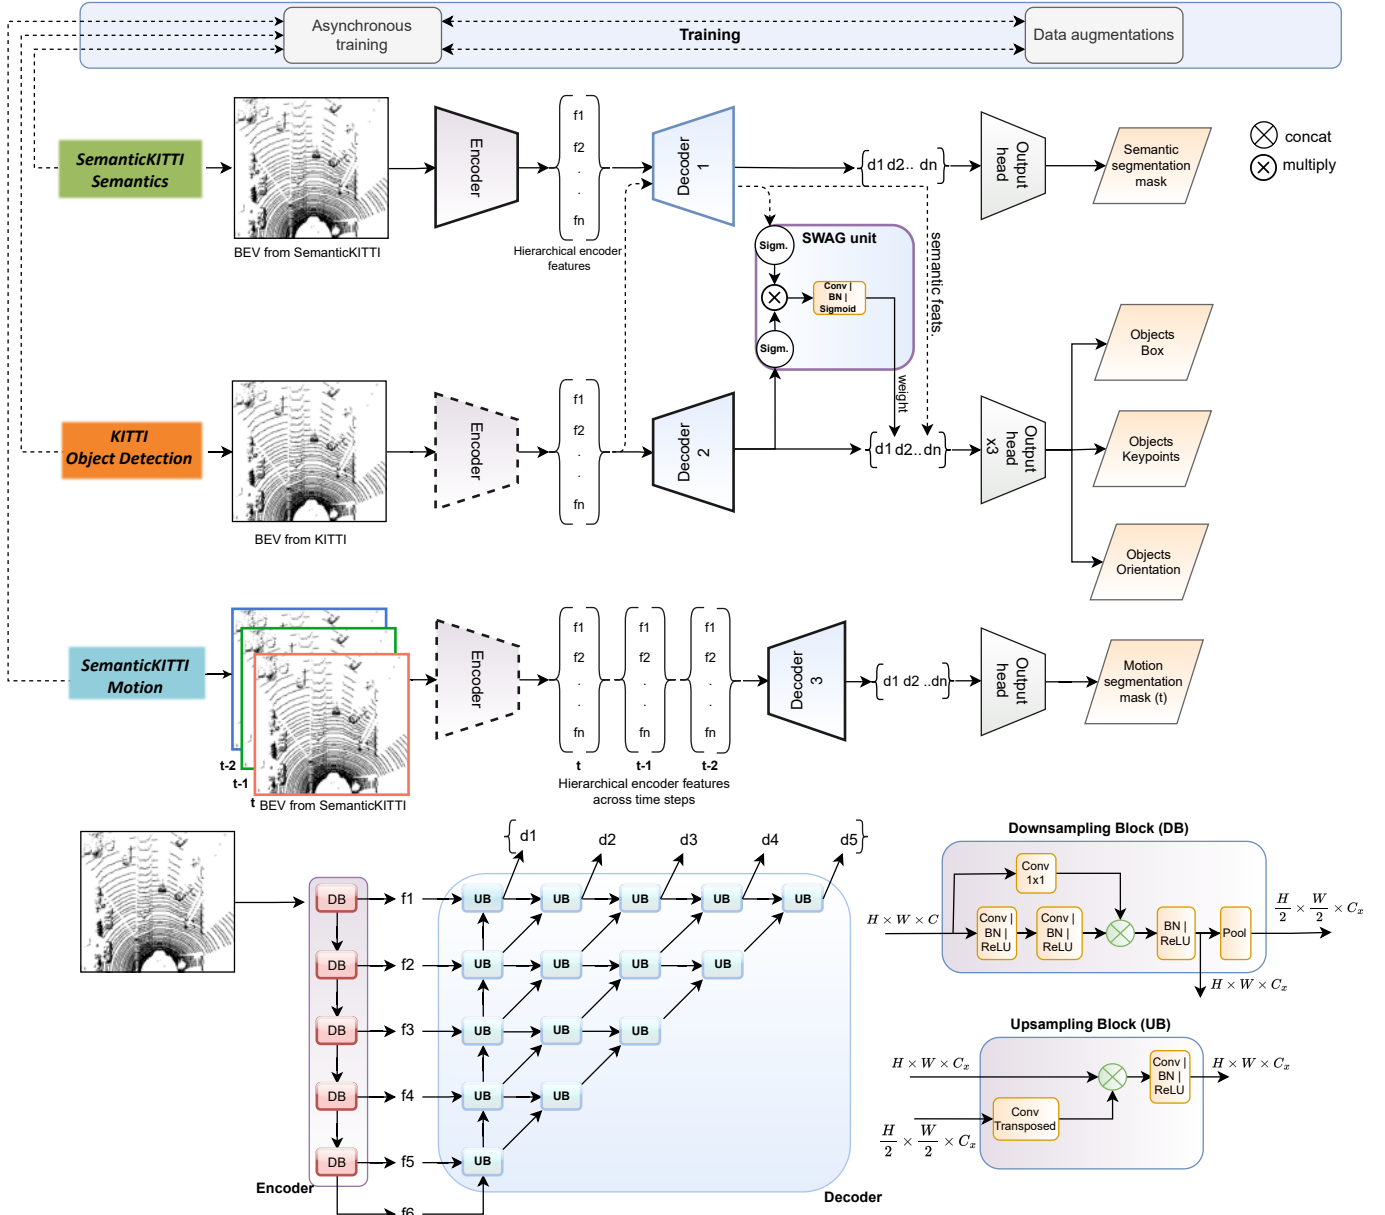 Asynchronous
training
Training
Data augmentations
SemanticKITTI
Semantics
BEV from SemanticKITTI
Encoder
f1
f2
.
.
fn
Hierarchical encoder
features
Decoder
1
{d1 d2.. dn}
Output
head
Semantic
segmentation
mask
concat
multiply
SWAG unit
Sigm.
Conv |
BN |
Sigmoid
Sigm.
weight
semantic feats.
KITTI
Object Detection
BEV from KITTI
Encoder
f1
f2
.
.
fn
Decoder
2
{d1 d2.. dn}
Output
head
x3
Objects
Box
Objects
Keypoints
Objects
Orientation
SemanticKITTI
Motion
t-2
t-1
t
BEV from SemanticKITTI
Encoder
f1
f2
.
.
fn
t
f1
f2
.
.
fn
t-1
f1
f2
.
.
fn
t-2
Hierarchical encoder features
across time steps
Decoder
3
{d1 d2 ..dn}
Output
head
Motion
segmentation
mask (t)
{ d1 d2 d3 d4 d5 }
DB f1 UB UB UB UB UB
DB f2 UB UB UB UB
DB f3 UB UB UB
DB f4 UB UB
DB f5 UB
f6
Encoder
Decoder
Downsampling Block (DB)
H × W × C
Conv
1x1
Conv |
BN |
ReLU
Conv |
BN |
ReLU
BN |
ReLU
Pool
H/2 × W/2 × Cx
H × W × Cx
Upsampling Block (UB)
H × W × Cx
H/2 × W/2 × Cx
Conv
Transposed
Conv |
BN |
ReLU
H × W × Cx